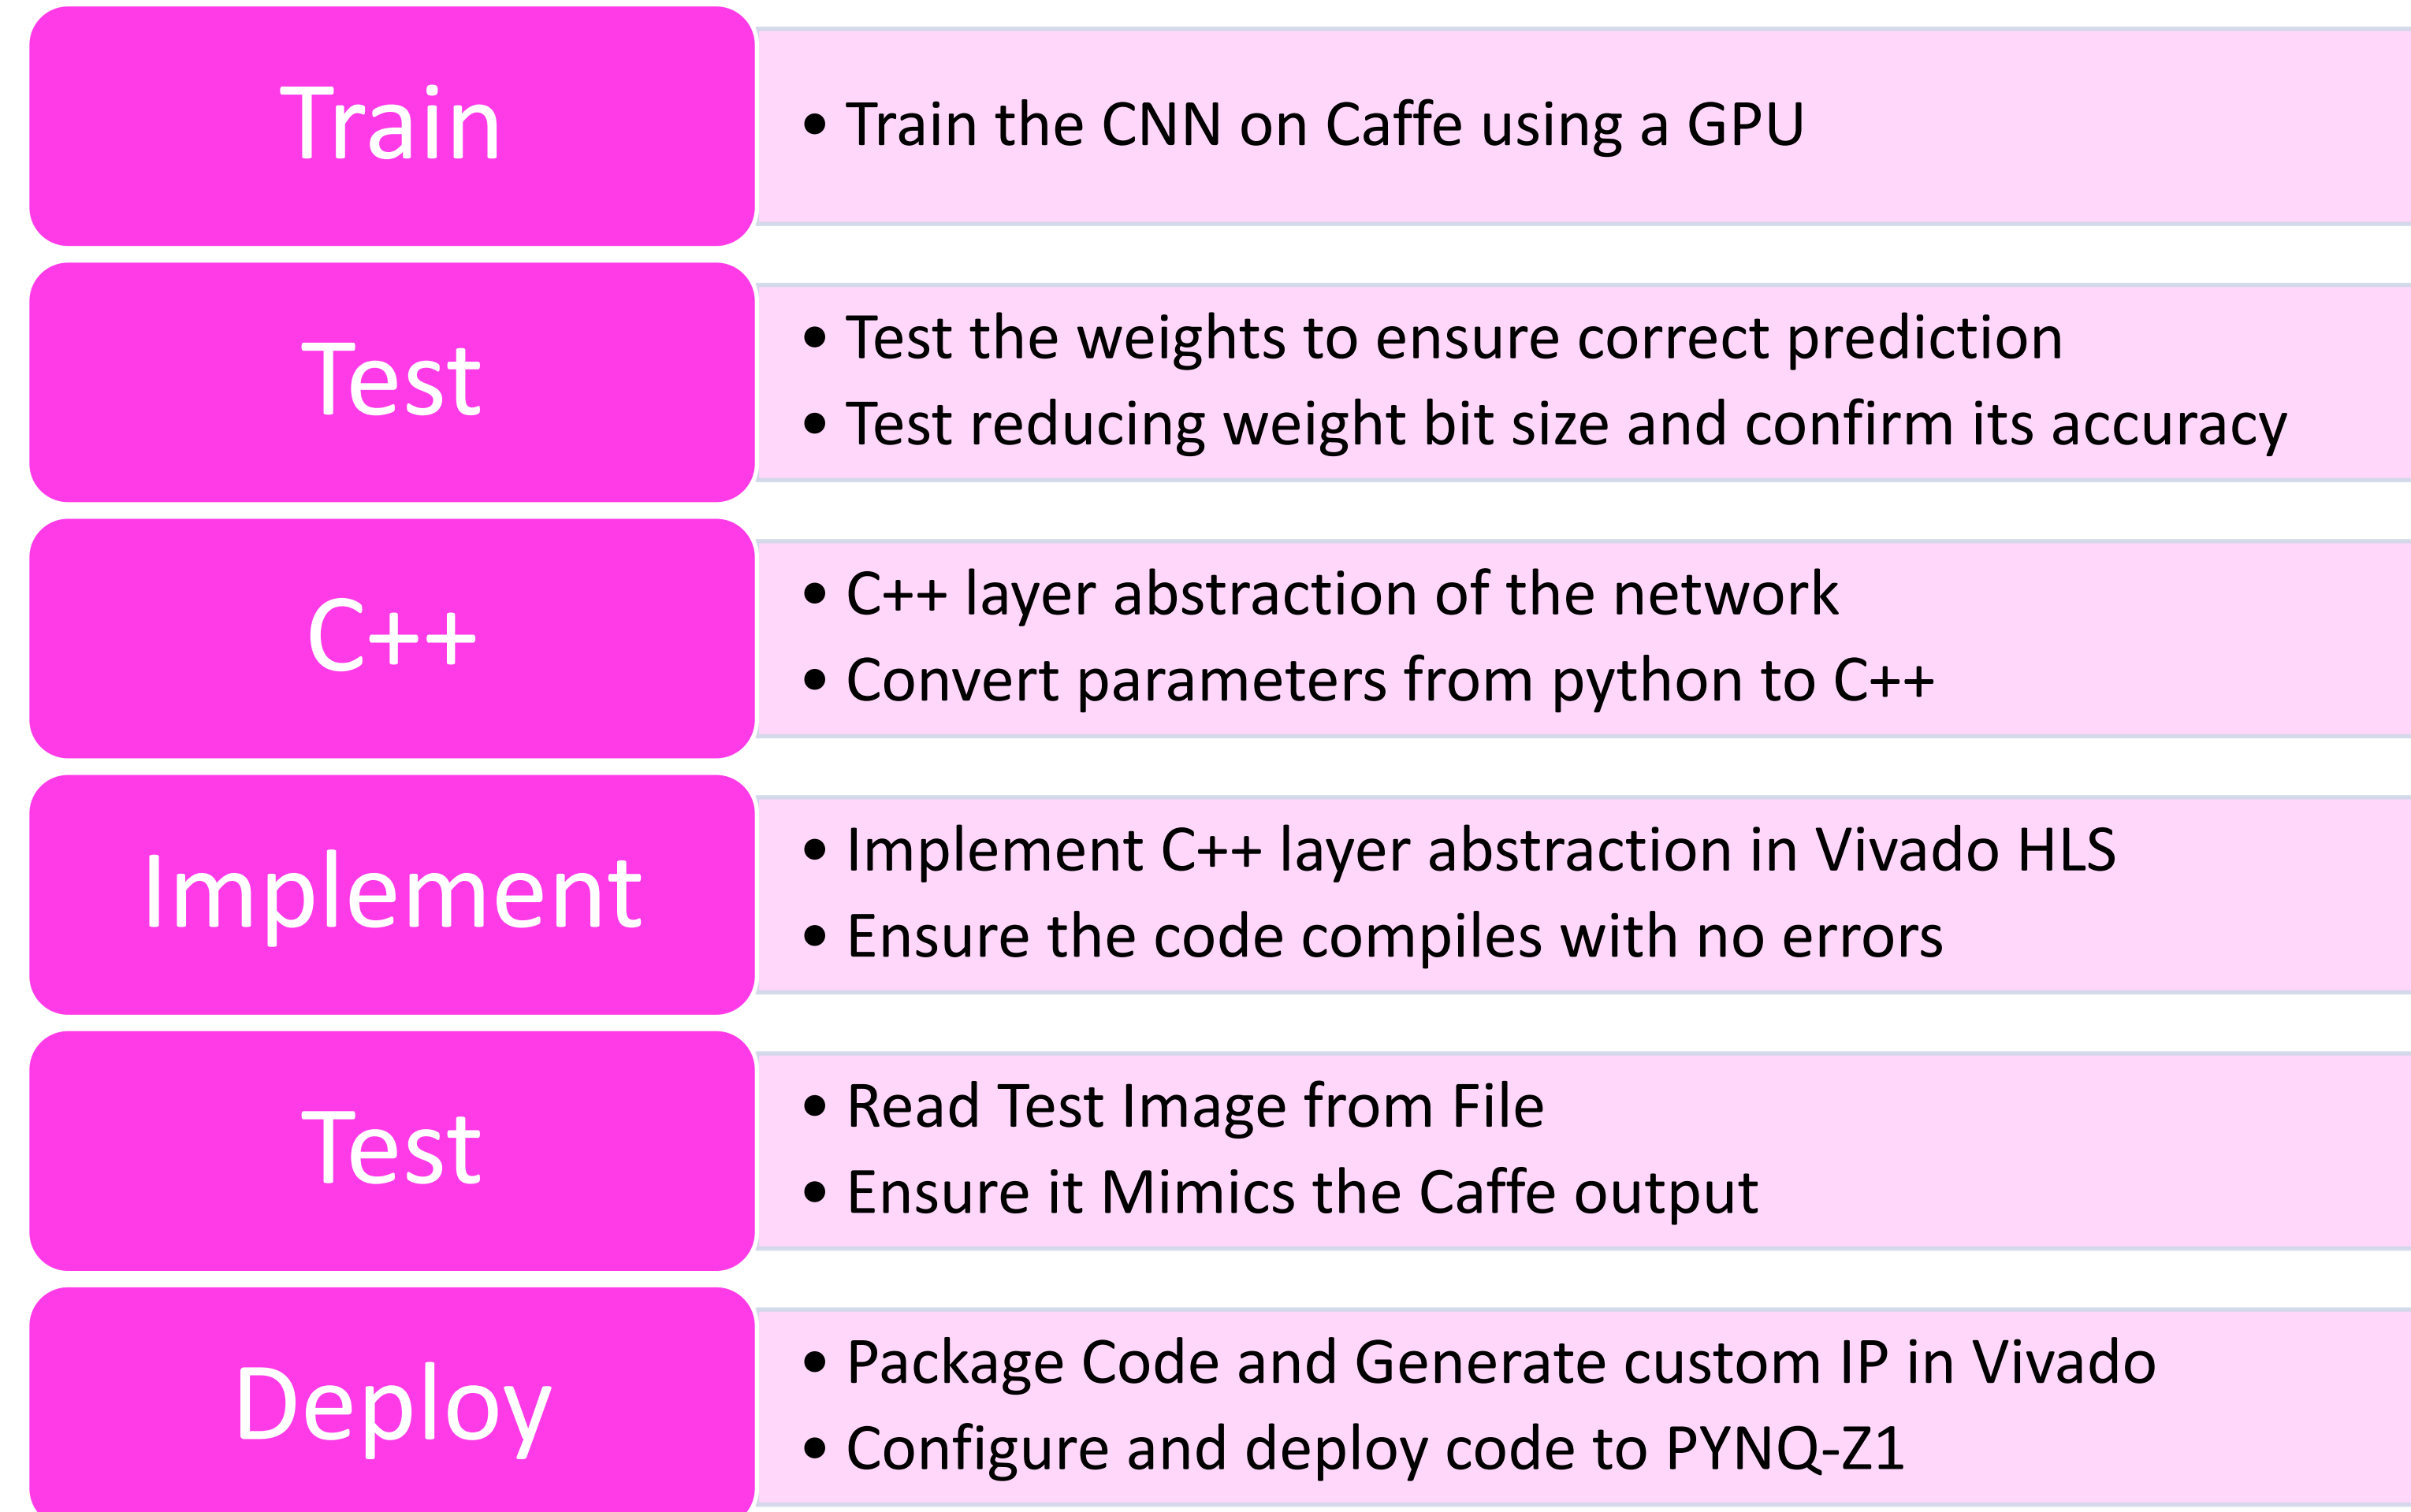 Train
• Train the CNN on Caffe using a GPU
Test
• Test the weights to ensure correct prediction
• Test reducing weight bit size and confirm its accuracy
C++
• C++ layer abstraction of the network
• Convert parameters from python to C++
Implement
• Implement C++ layer abstraction in Vivado HLS
• Ensure the code compiles with no errors
Test
• Read Test Image from File
• Ensure it Mimics the Caffe output
Deploy
• Package Code and Generate custom IP in Vivado
• Configure and deploy code to PYNQ-Z1